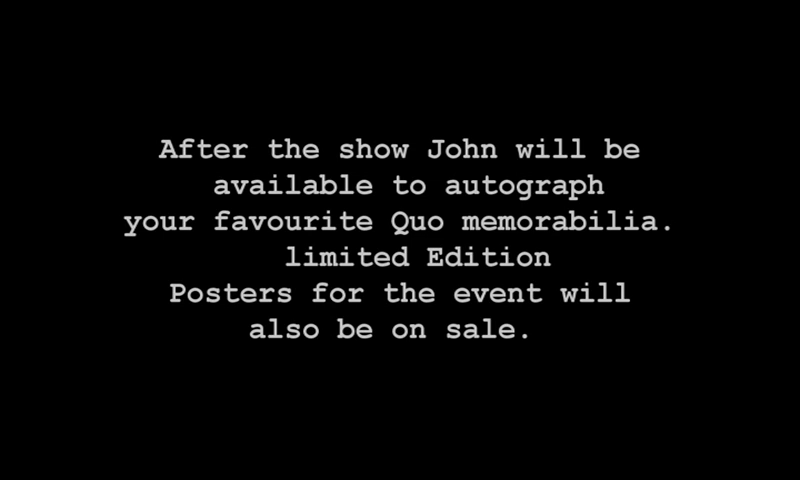 After the show John will be
available to autograph
your favourite Quo memorabilia.
limited Edition
Posters for the event will
also be on sale.